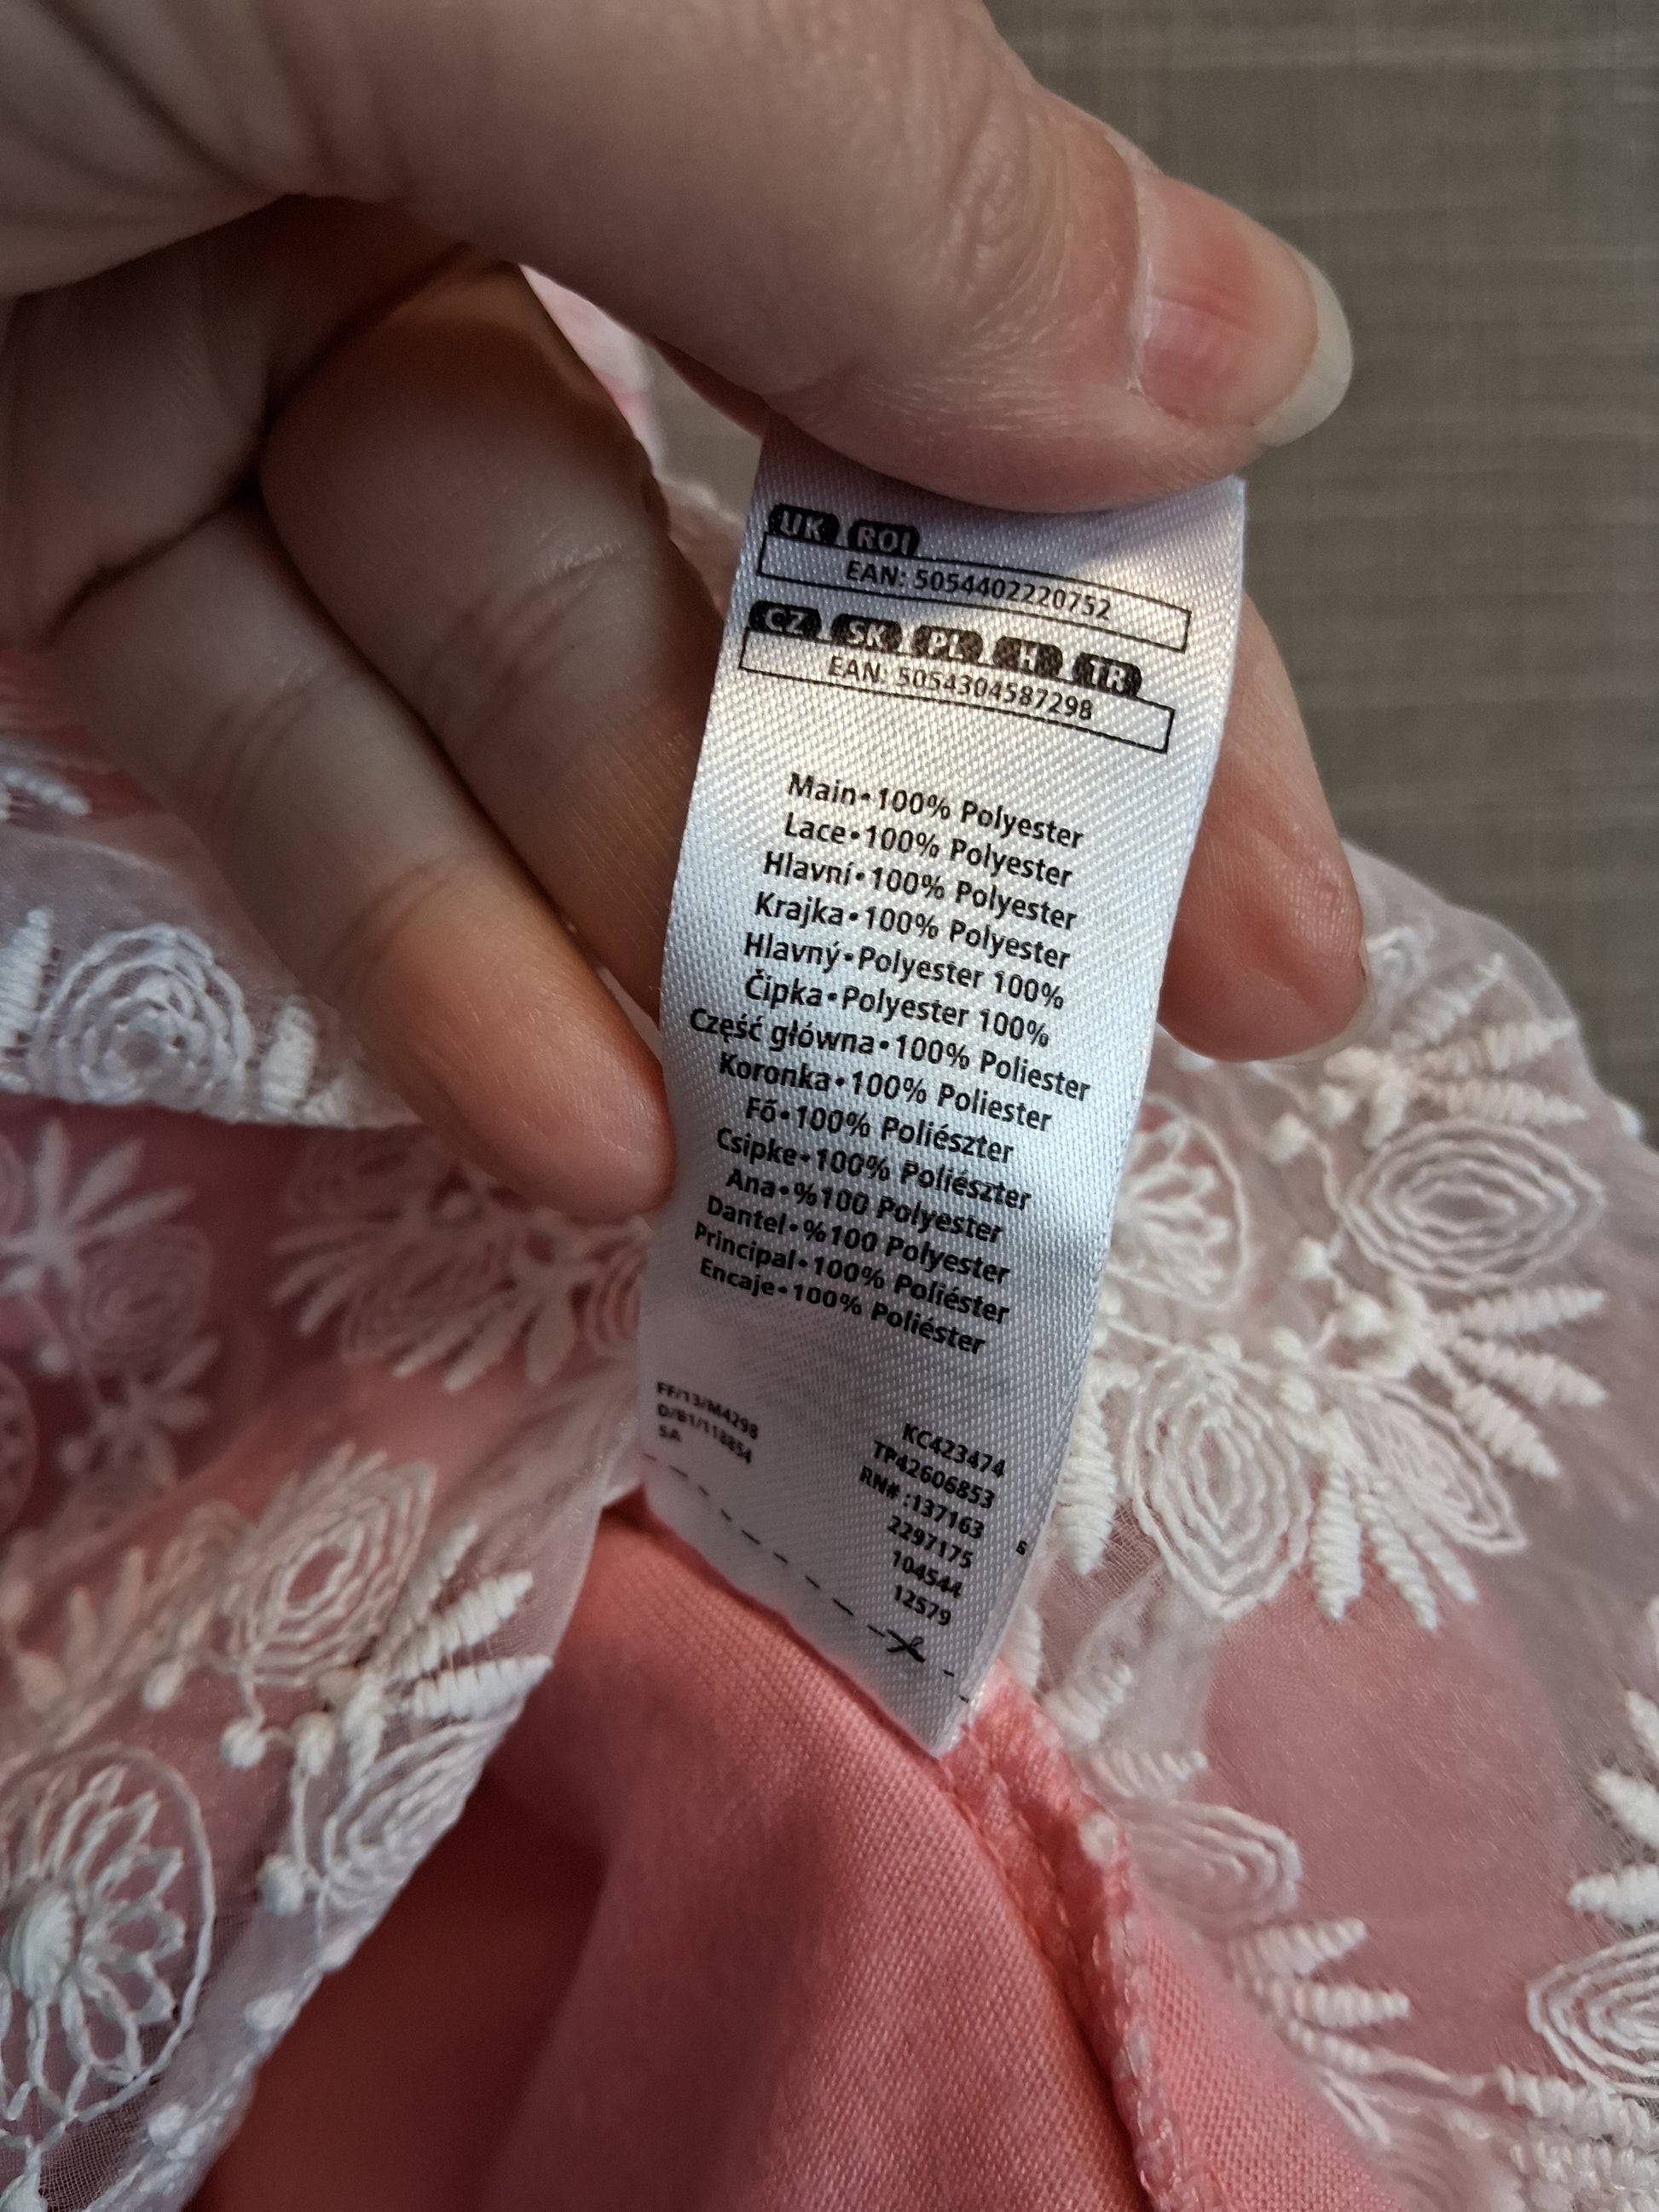 UK ROI
EAN: 5054402220752
CZ SK PL H TR
EAN: 5054304587298
Main•100% Polyester
Lace•100% Polyester
Hlavní•100% Polyester
Krajka•100% Polyester
Hlavný•Polyester 100%
Čipka•Polyester 100%
Część główna•100% Poliester
Koronka•100% Poliester
Fő•100% Poliészter
Csipke•100% Poliészter
Ana•%100 Polyester
Dantel•%100 Polyester
Principal•100% Poliéster
Encaje•100% Poliéster
FF/13/M4298
D/B1/118854
SA
KC423474
TP42606853
RN# :137163
2297175
104544
12579